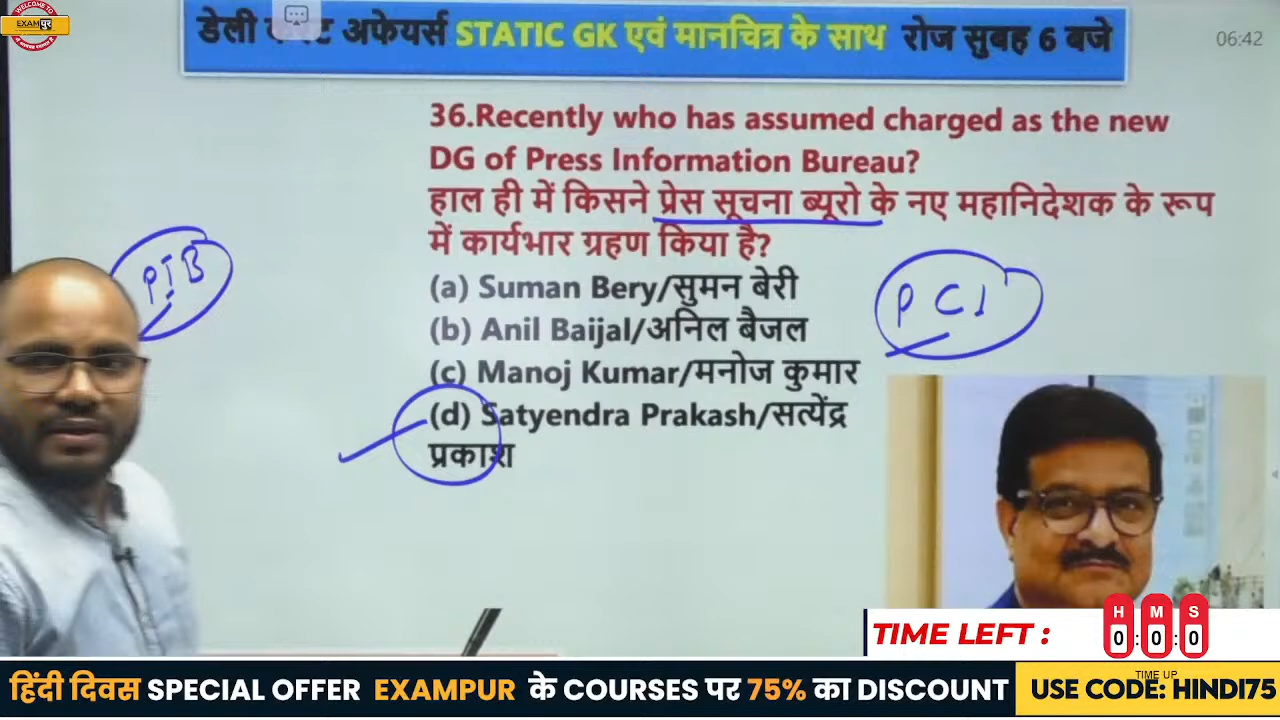 WELCOME TO
EXAMपुर
डेली अफेयर्स STATIC GK एवं मानचित्र के साथ रोज सुबह 6 बजे
06:42
36.Recently who has assumed charged as the new
DG of Press Information Bureau?
हाल ही में किसने प्रेस सूचना ब्यूरो के नए महानिदेशक के रूप
में कार्यभार ग्रहण किया है?
PIB
(a) Suman Bery/सुमन बेरी
PCI
(b) Anil Baijal/अनिल बैजल
(c) Manoj Kumar/मनोज कुमार
(d) Satyendra Prakash/सत्येंद्र
प्रकाश
TIME LEFT :
H M S
0:0:0
TIME UP
हिंदी दिवस SPECIAL OFFER EXAMPUR के COURSES पर 75% का DISCOUNT
USE CODE: HINDI75